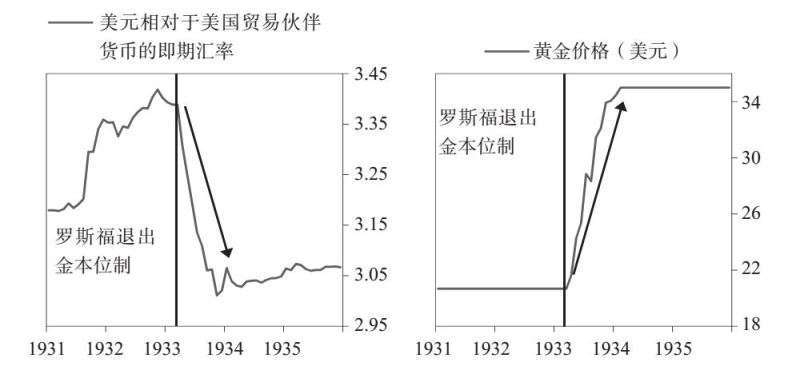 美元相对于美国贸易伙伴
货币的即期汇率
3.45
3.35
3.25
3.15
3.05
2.95
罗斯福退出
金本位制
1931 1932 1933 1934 1935
黄金价格（美元）
34
30
26
22
18
罗斯福退出
金本位制
1931 1932 1933 1934 1935